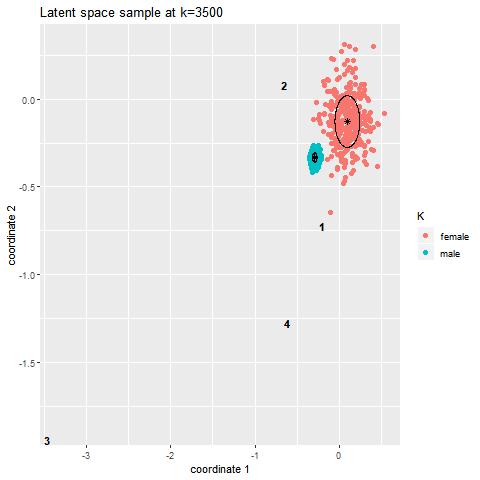 Latent space sample at k=3500
coordinate 2
0.0
-0.5
-1.0
-1.5
2
1
4
3
-3
-2
-1
0
coordinate 1
K
female
male